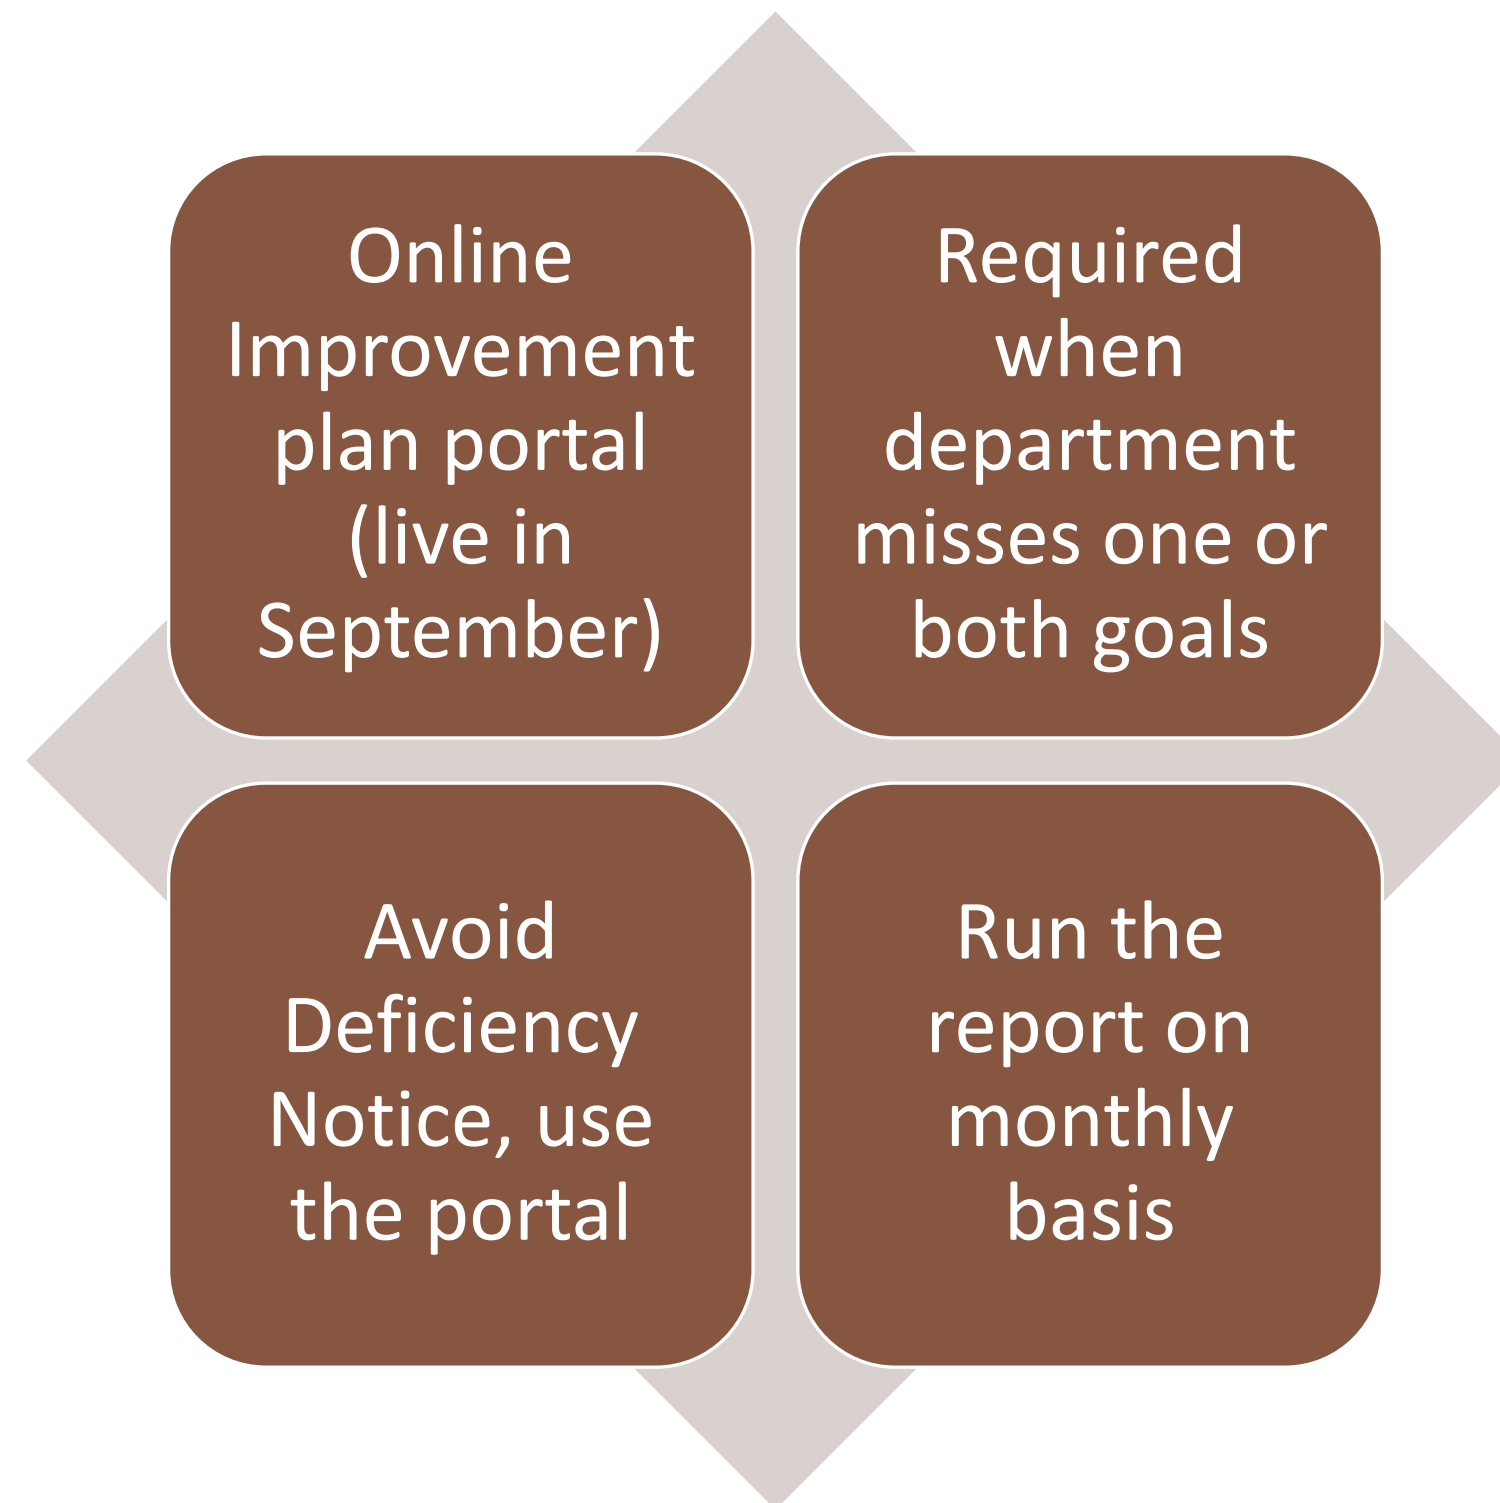 Online
Improvement
plan portal
(live in
September)
Required
when
department
misses one or
both goals
Avoid
Deficiency
Notice, use
the portal
Run the
report on
monthly
basis